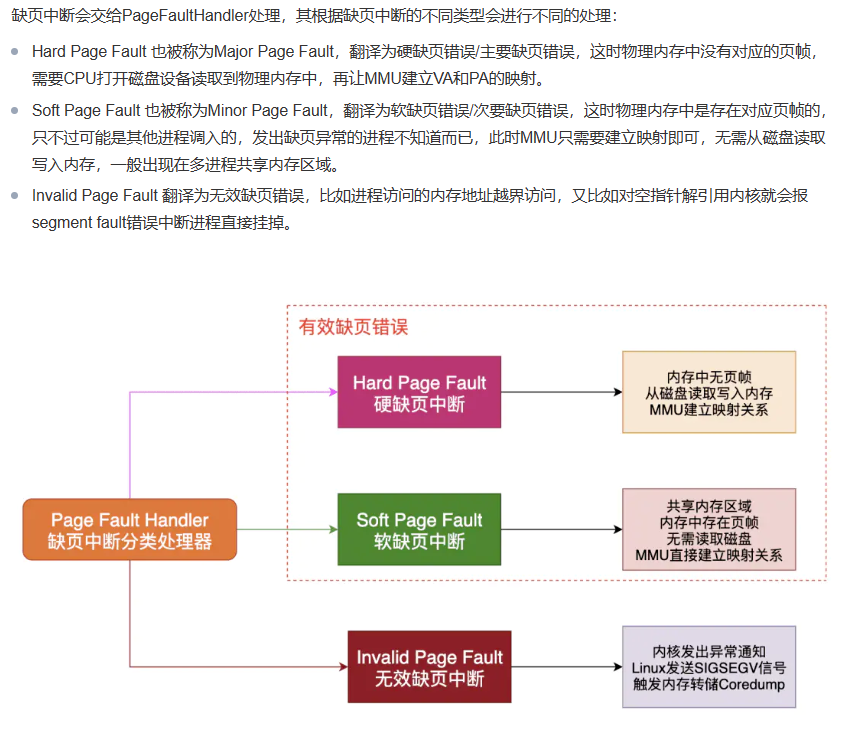 缺页中断会交给PageFaultHandler处理，其根据缺页中断的不同类型会进行不同的处理：
Hard Page Fault 也被称为Major Page Fault，翻译为硬缺页错误/主要缺页错误，这时物理内存中没有对应的页帧，
需要CPU打开磁盘设备读取到物理内存中，再让MMU建立VA和PA的映射。
Soft Page Fault 也被称为Minor Page Fault，翻译为软缺页错误/次要缺页错误，这时物理内存中是存在对应页帧的，
只不过可能是其他进程调入的，发出缺页异常的进程不知道而已，此时MMU只需要建立映射即可，无需从磁盘读取
写入内存，一般出现在多进程共享内存区域。
Invalid Page Fault 翻译为无效缺页错误，比如进程访问的内存地址越界访问，又比如对空指针解引用内核就会报
segment fault错误中断进程直接挂掉。
有效缺页错误
Hard Page Fault
硬缺页中断
内存中无页帧
从磁盘读取写入内存
MMU建立映射关系
Page Fault Handler
缺页中断分类处理器
Soft Page Fault
软缺页中断
共享内存区域
内存中存在页帧
无需读取磁盘
MMU直接建立映射关系
Invalid Page Fault
无效缺页中断
内核发出异常通知
Linux发送SIGSEGV信号
触发内存转储Coredump